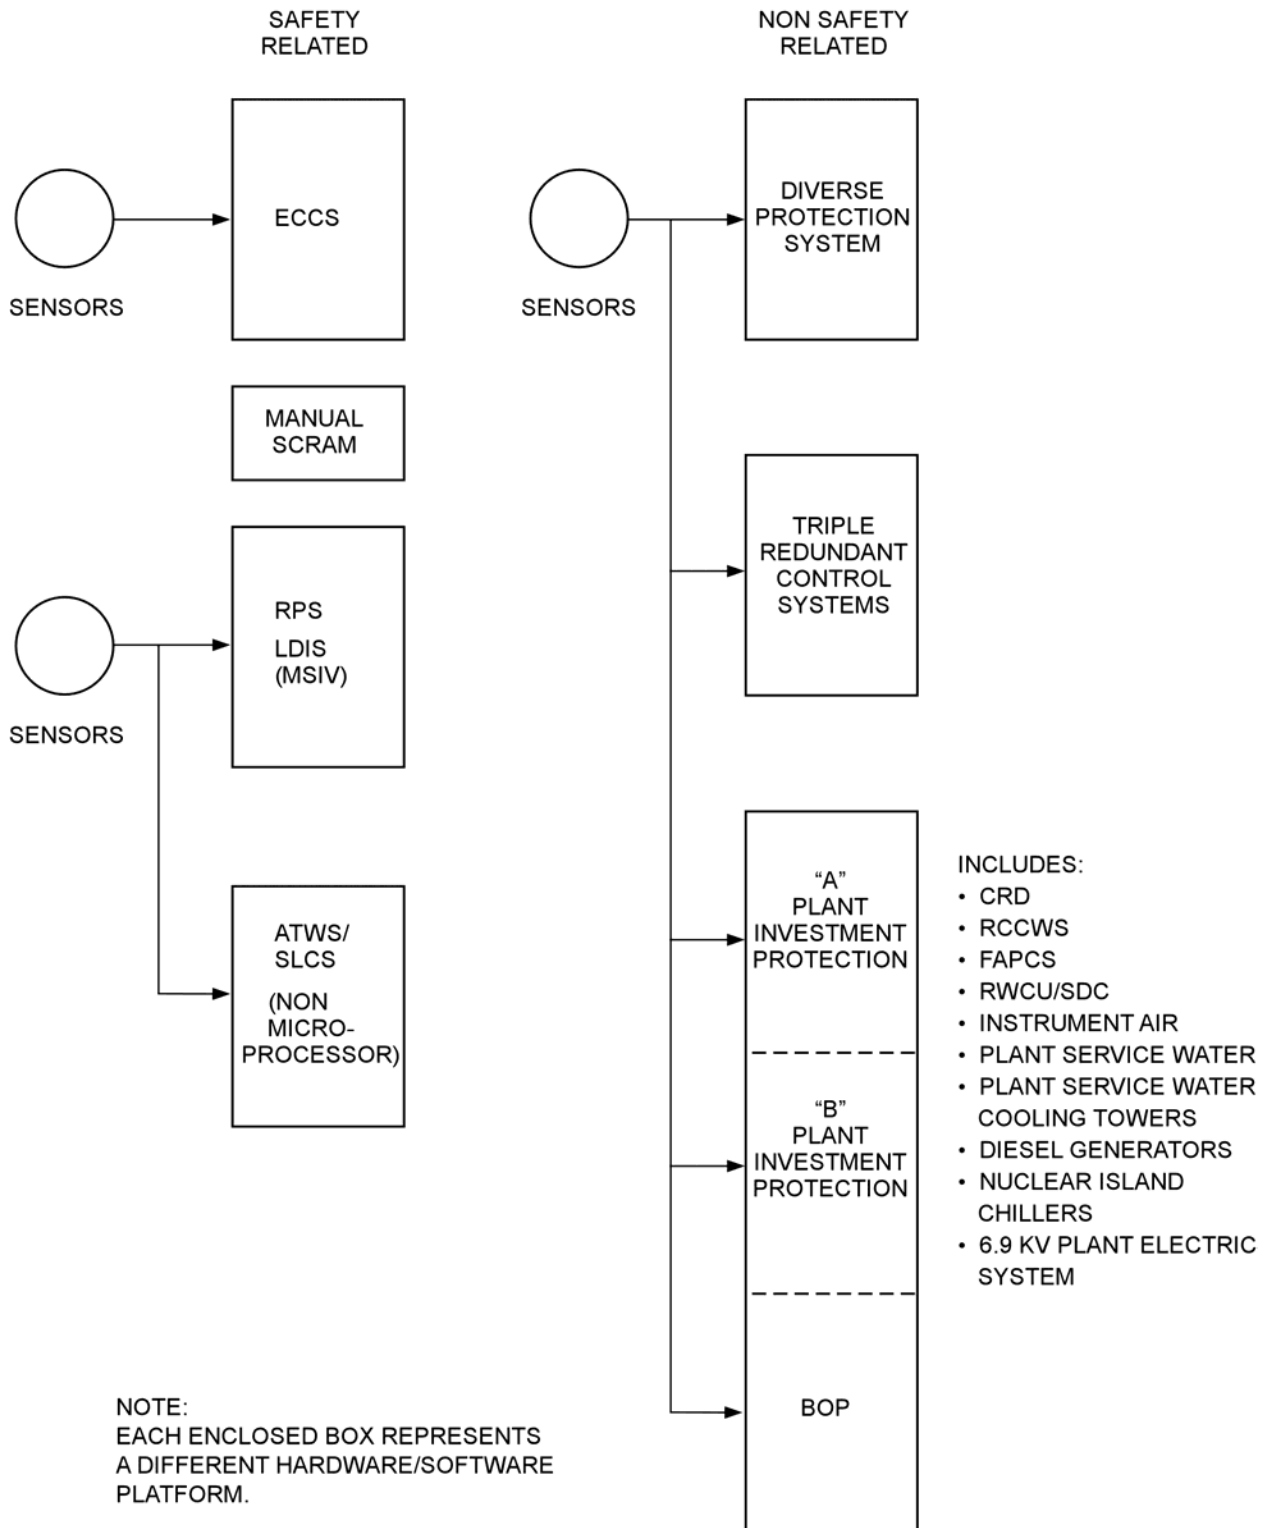 SAFETY
RELATED
NON SAFETY
RELATED
SENSORS
ECCS
MANUAL
SCRAM
SENSORS
RPS
LDIS
(MSIV)
ATWS/
SLCS
(NON
MICRO-
PROCESSOR)
SENSORS
DIVERSE
PROTECTION
SYSTEM
TRIPLE
REDUNDANT
CONTROL
SYSTEMS
“A”
PLANT
INVESTMENT
PROTECTION
“B”
PLANT
INVESTMENT
PROTECTION
BOP
INCLUDES:
• CRD
• RCCWS
• FAPCS
• RWCU/SDC
• INSTRUMENT AIR
• PLANT SERVICE WATER
• PLANT SERVICE WATER
COOLING TOWERS
• DIESEL GENERATORS
• NUCLEAR ISLAND
CHILLERS
• 6.9 KV PLANT ELECTRIC
SYSTEM
NOTE:
EACH ENCLOSED BOX REPRESENTS
A DIFFERENT HARDWARE/SOFTWARE
PLATFORM.